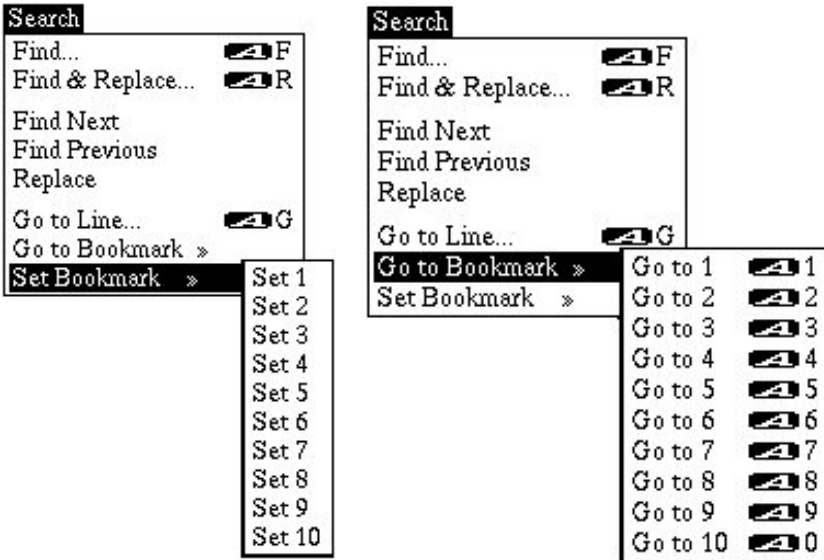 Search
Find... A F
Find & Replace... A R
Find Next
Find Previous
Replace
Go to Line... A G
Go to Bookmark »
Set Bookmark »
Set 1
Set 2
Set 3
Set 4
Set 5
Set 6
Set 7
Set 8
Set 9
Set 10
Search
Find... A F
Find & Replace... A R
Find Next
Find Previous
Replace
Go to Line... A G
Go to Bookmark »
Set Bookmark »
Go to 1 A 1
Go to 2 A 2
Go to 3 A 3
Go to 4 A 4
Go to 5 A 5
Go to 6 A 6
Go to 7 A 7
Go to 8 A 8
Go to 9 A 9
Go to 10 A 0